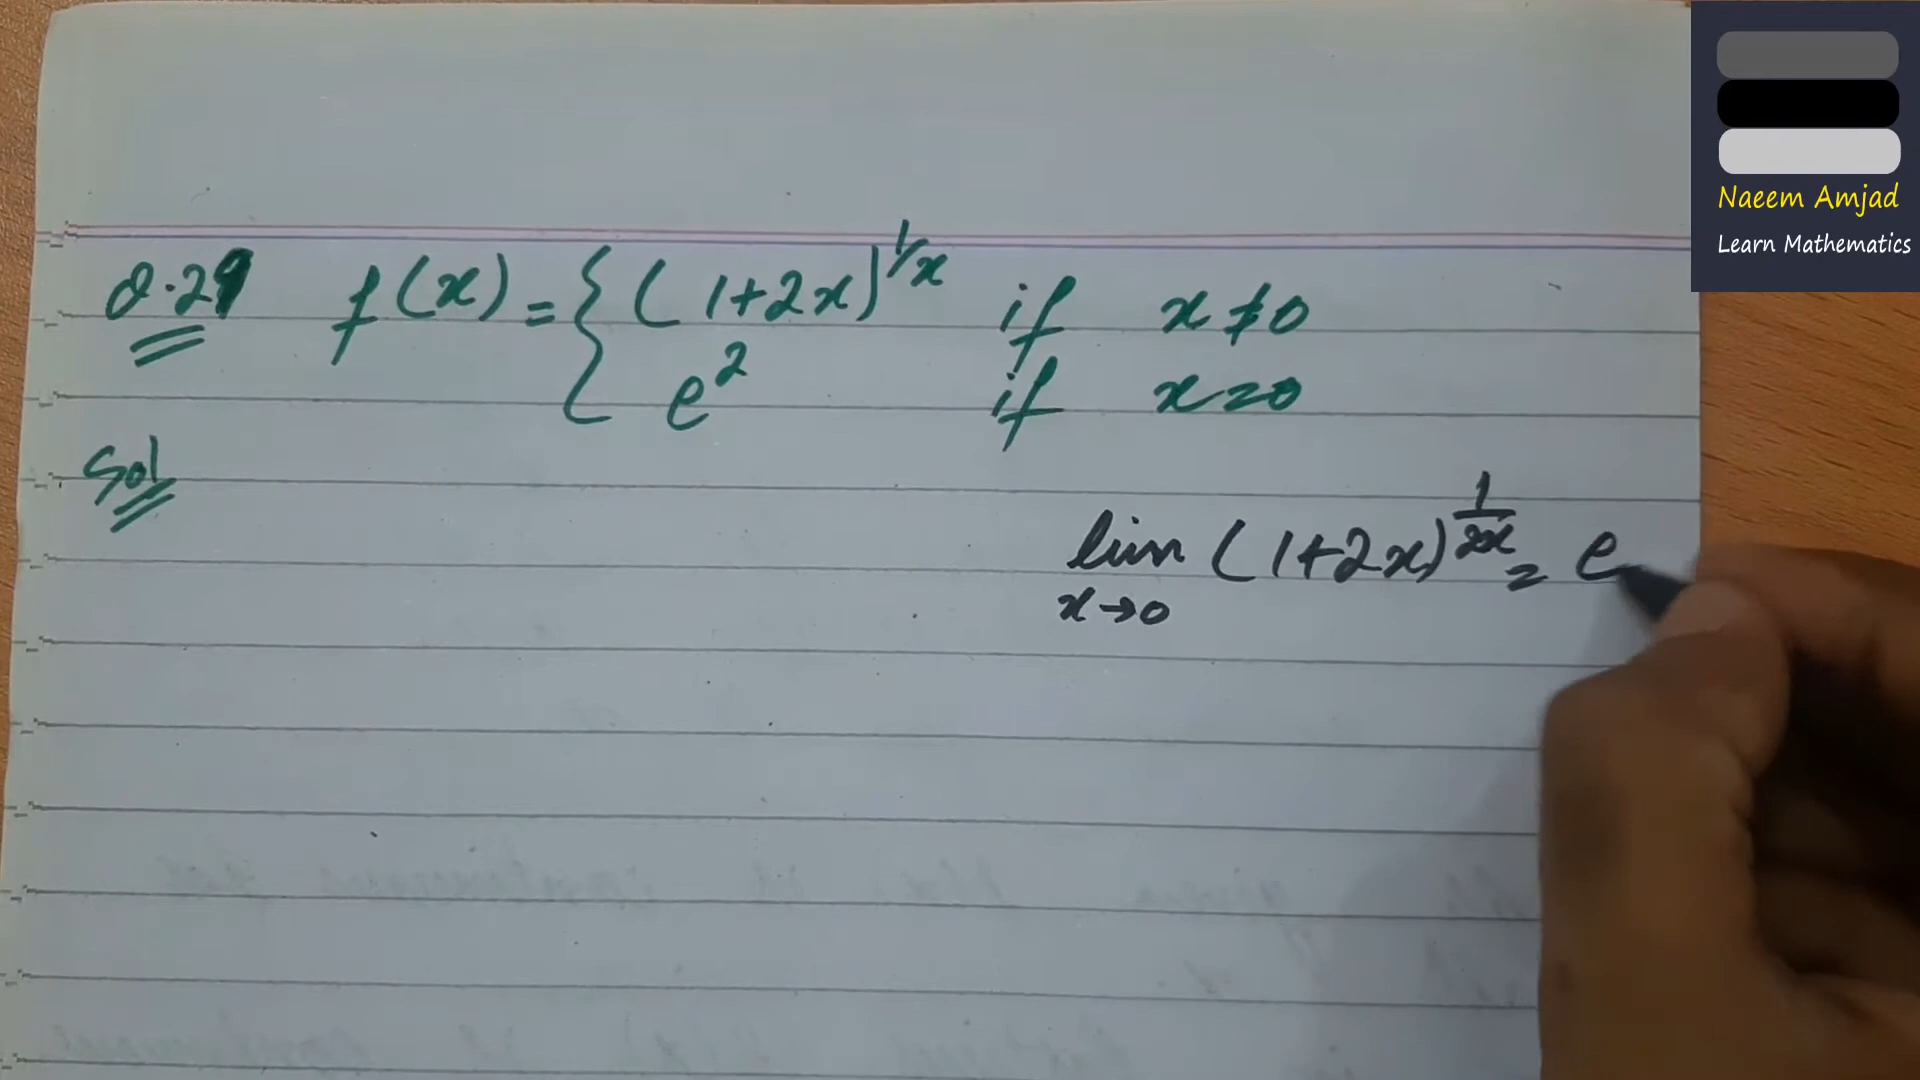 Q.29 f(x) = { (1+2x)^1/x if x ≠ 0
e^2 if x = 0
Sol
lim (1+2x)^1/2x = e
x→0
Naeem Amjad
Learn Mathematics